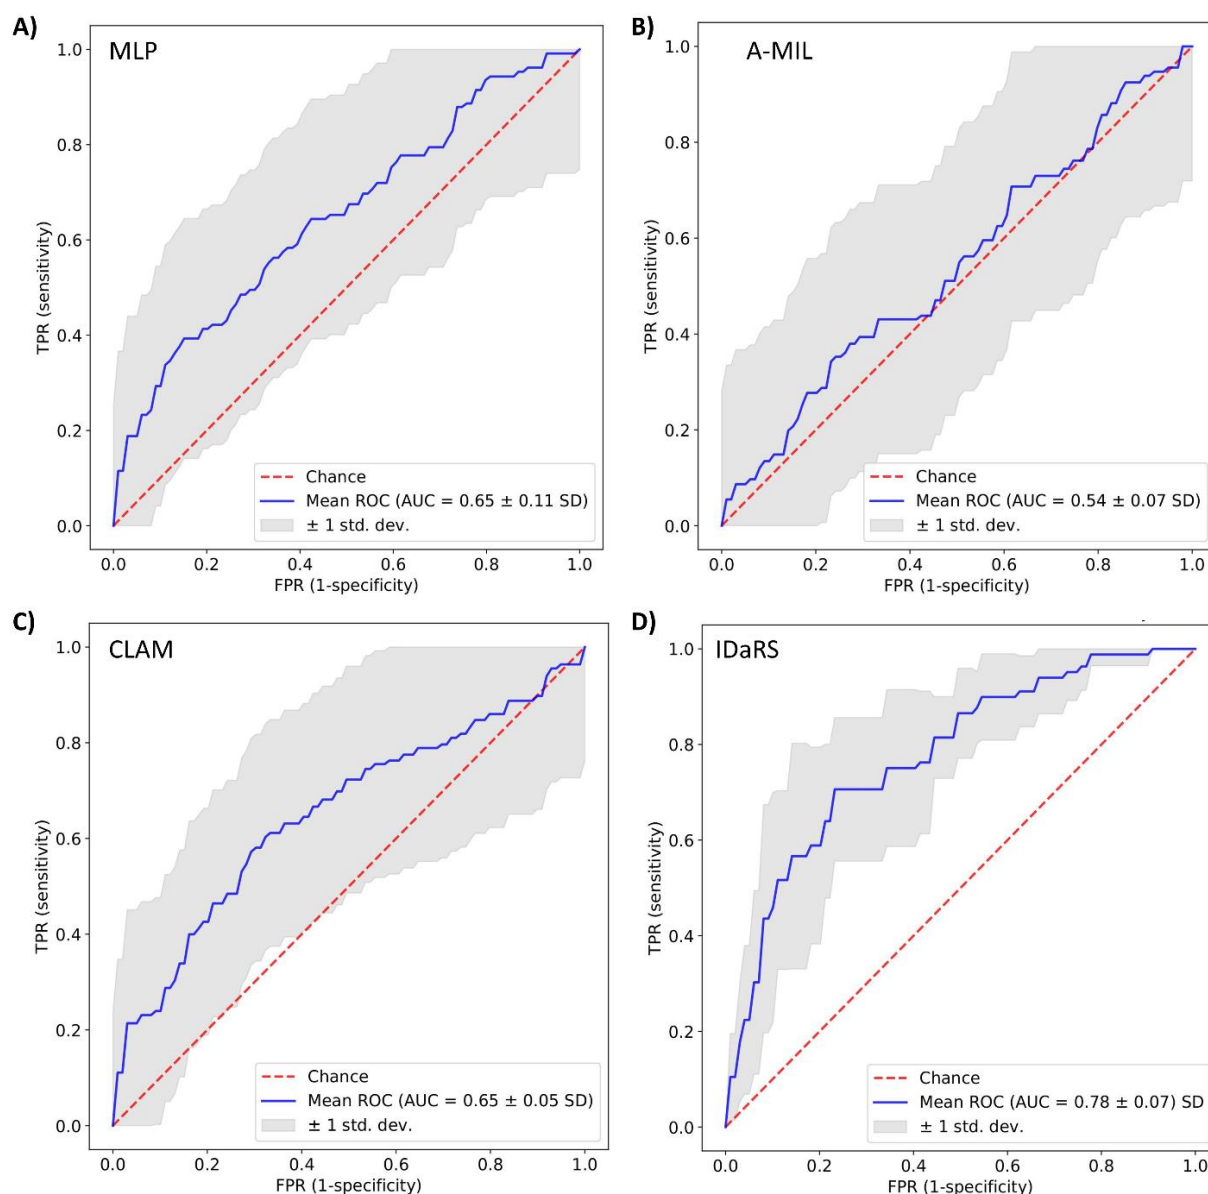 A)
MLP
1.0
0.8
0.6
0.4
0.2
0.0
TPR (sensitivity)
Chance
Mean ROC (AUC = 0.65 ± 0.11 SD)
± 1 std. dev.
0.0 0.2 0.4 0.6 0.8 1.0
FPR (1-specificity)
B)
A-MIL
1.0
0.8
0.6
0.4
0.2
0.0
TPR (sensitivity)
Chance
Mean ROC (AUC = 0.54 ± 0.07 SD)
± 1 std. dev.
0.0 0.2 0.4 0.6 0.8 1.0
FPR (1-specificity)
C)
CLAM
1.0
0.8
0.6
0.4
0.2
0.0
TPR (sensitivity)
Chance
Mean ROC (AUC = 0.65 ± 0.05 SD)
± 1 std. dev.
0.0 0.2 0.4 0.6 0.8 1.0
FPR (1-specificity)
D)
IDaRS
1.0
0.8
0.6
0.4
0.2
0.0
TPR (sensitivity)
Chance
Mean ROC (AUC = 0.78 ± 0.07) SD
± 1 std. dev.
0.0 0.2 0.4 0.6 0.8 1.0
FPR (1-specificity)